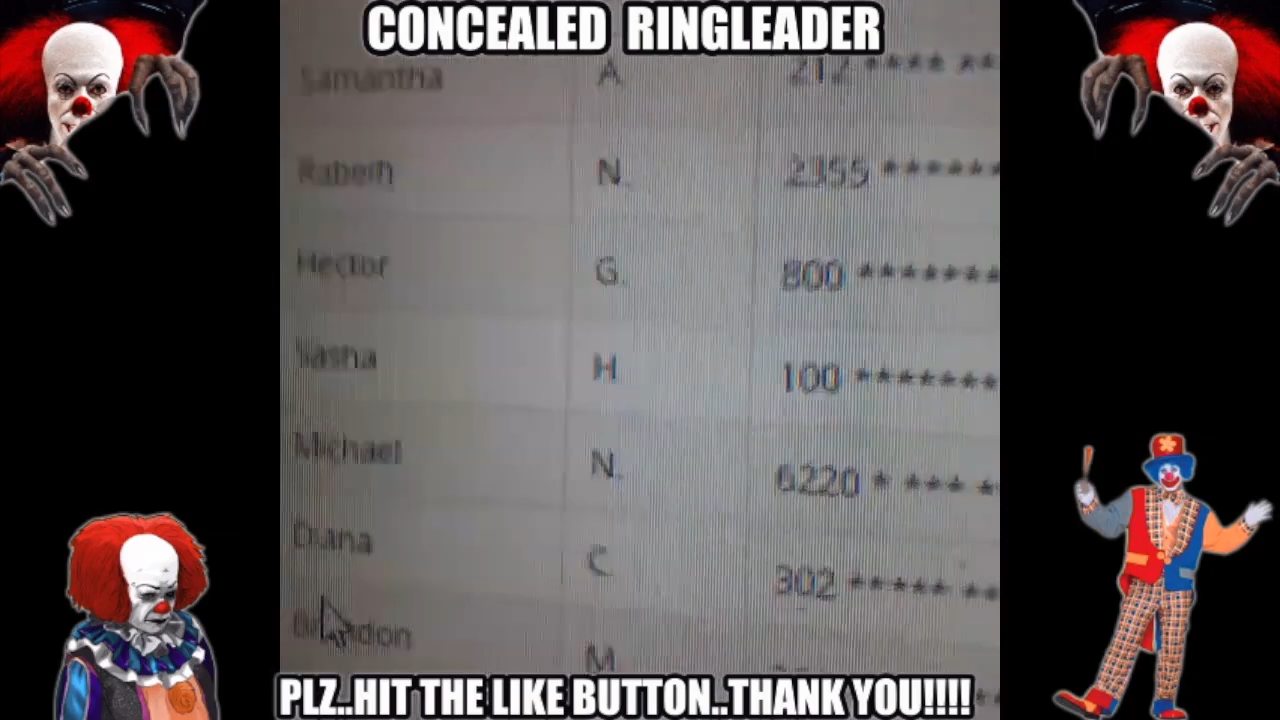 CONCEALED RINGLEADER
Samantha A. 212 **** **
Rabeih N. 2355 ******
Hector G. 800 *******
Sasha H 100 *******
Michael N. 6220 * *** *
Diana C 302 ***** **
M
PLZ..HIT THE LIKE BUTTON..THANK YOU!!!!